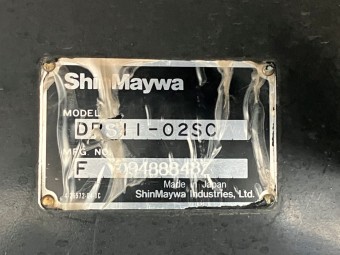 ShinMaywa
MODEL
DPS11-02SC
MFG. NO.
F
Made in Japan
ShinMaywa Industries, Ltd.